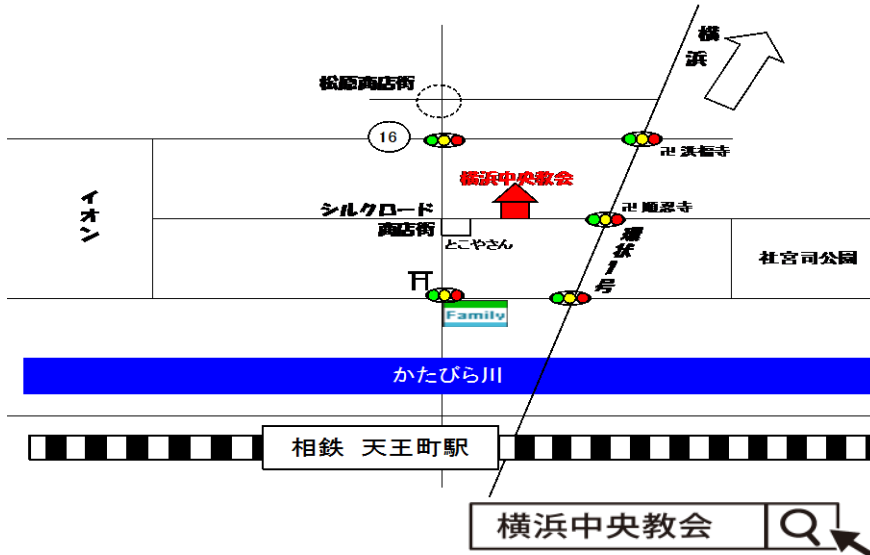 横浜
松原商店街
16
卍 浜福寺
横浜中央教会
イオン
シルクロード
商店街
卍 順忍寺
とこやさん
環状1号
社宮司公園
Family
かたびら川
相鉄 天王町駅
横浜中央教会